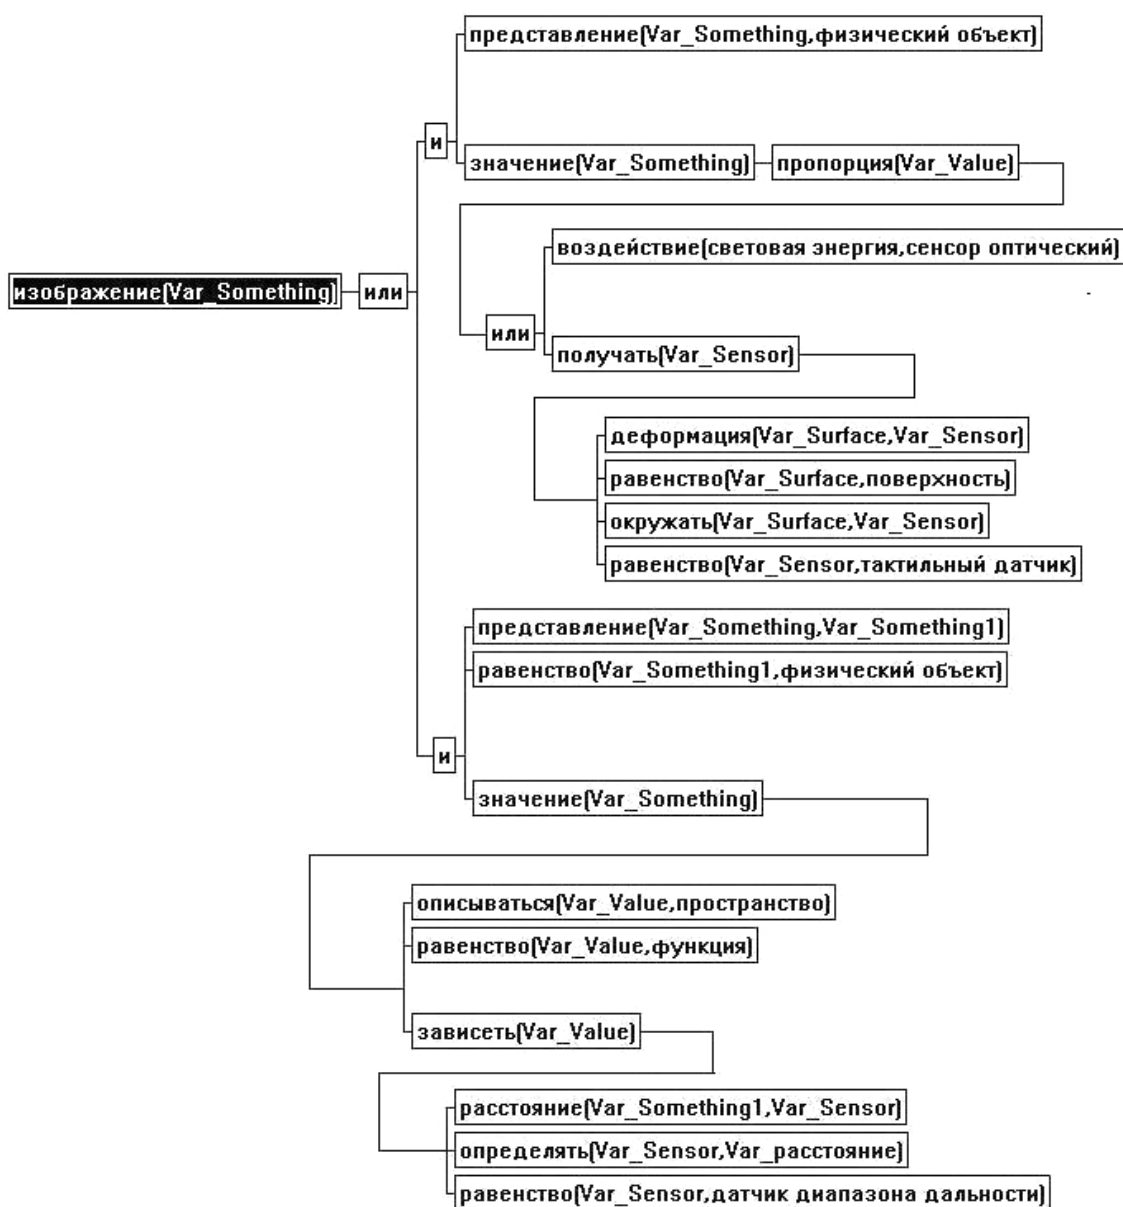 представление(Var_Something,физический объект)
и
значение(Var_Something)
пропорция(Var_Value)
воздействие(световая энергия,сенсор оптический)
изображение(Var_Something)
или
или
получать(Var_Sensor)
деформация(Var_Surface,Var_Sensor)
равенство(Var_Surface,поверхность)
окружать(Var_Surface,Var_Sensor)
равенство(Var_Sensor,тактильный датчик)
представление(Var_Something,Var_Something1)
равенство(Var_Something1,физический объект)
и
значение(Var_Something)
описываться(Var_Value,пространство)
равенство(Var_Value,функция)
зависеть(Var_Value)
расстояние(Var_Something1,Var_Sensor)
определять(Var_Sensor,Var_расстояние)
равенство(Var_Sensor,датчик диапазона дальности)